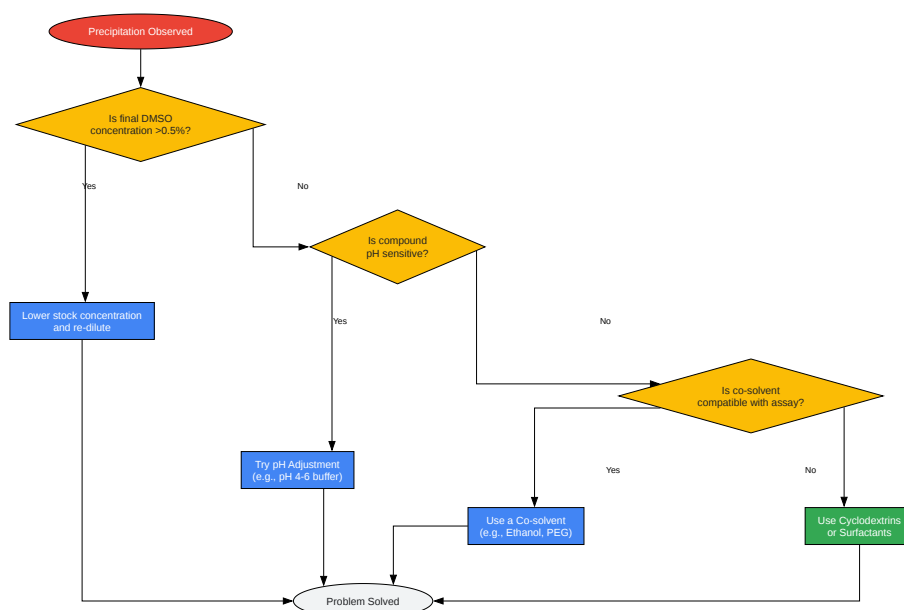 Precipitation Observed
Is final DMSO
concentration >0.5%?
Yes
No
Is compound
pH sensitive?
Lower stock concentration
and re-dilute
Yes
No
Is co-solvent
compatible with assay?
Try pH Adjustment
(e.g., pH 4-6 buffer)
Yes
No
Use a Co-solvent
(e.g., Ethanol, PEG)
Use Cyclodextrins
or Surfactants
Problem Solved